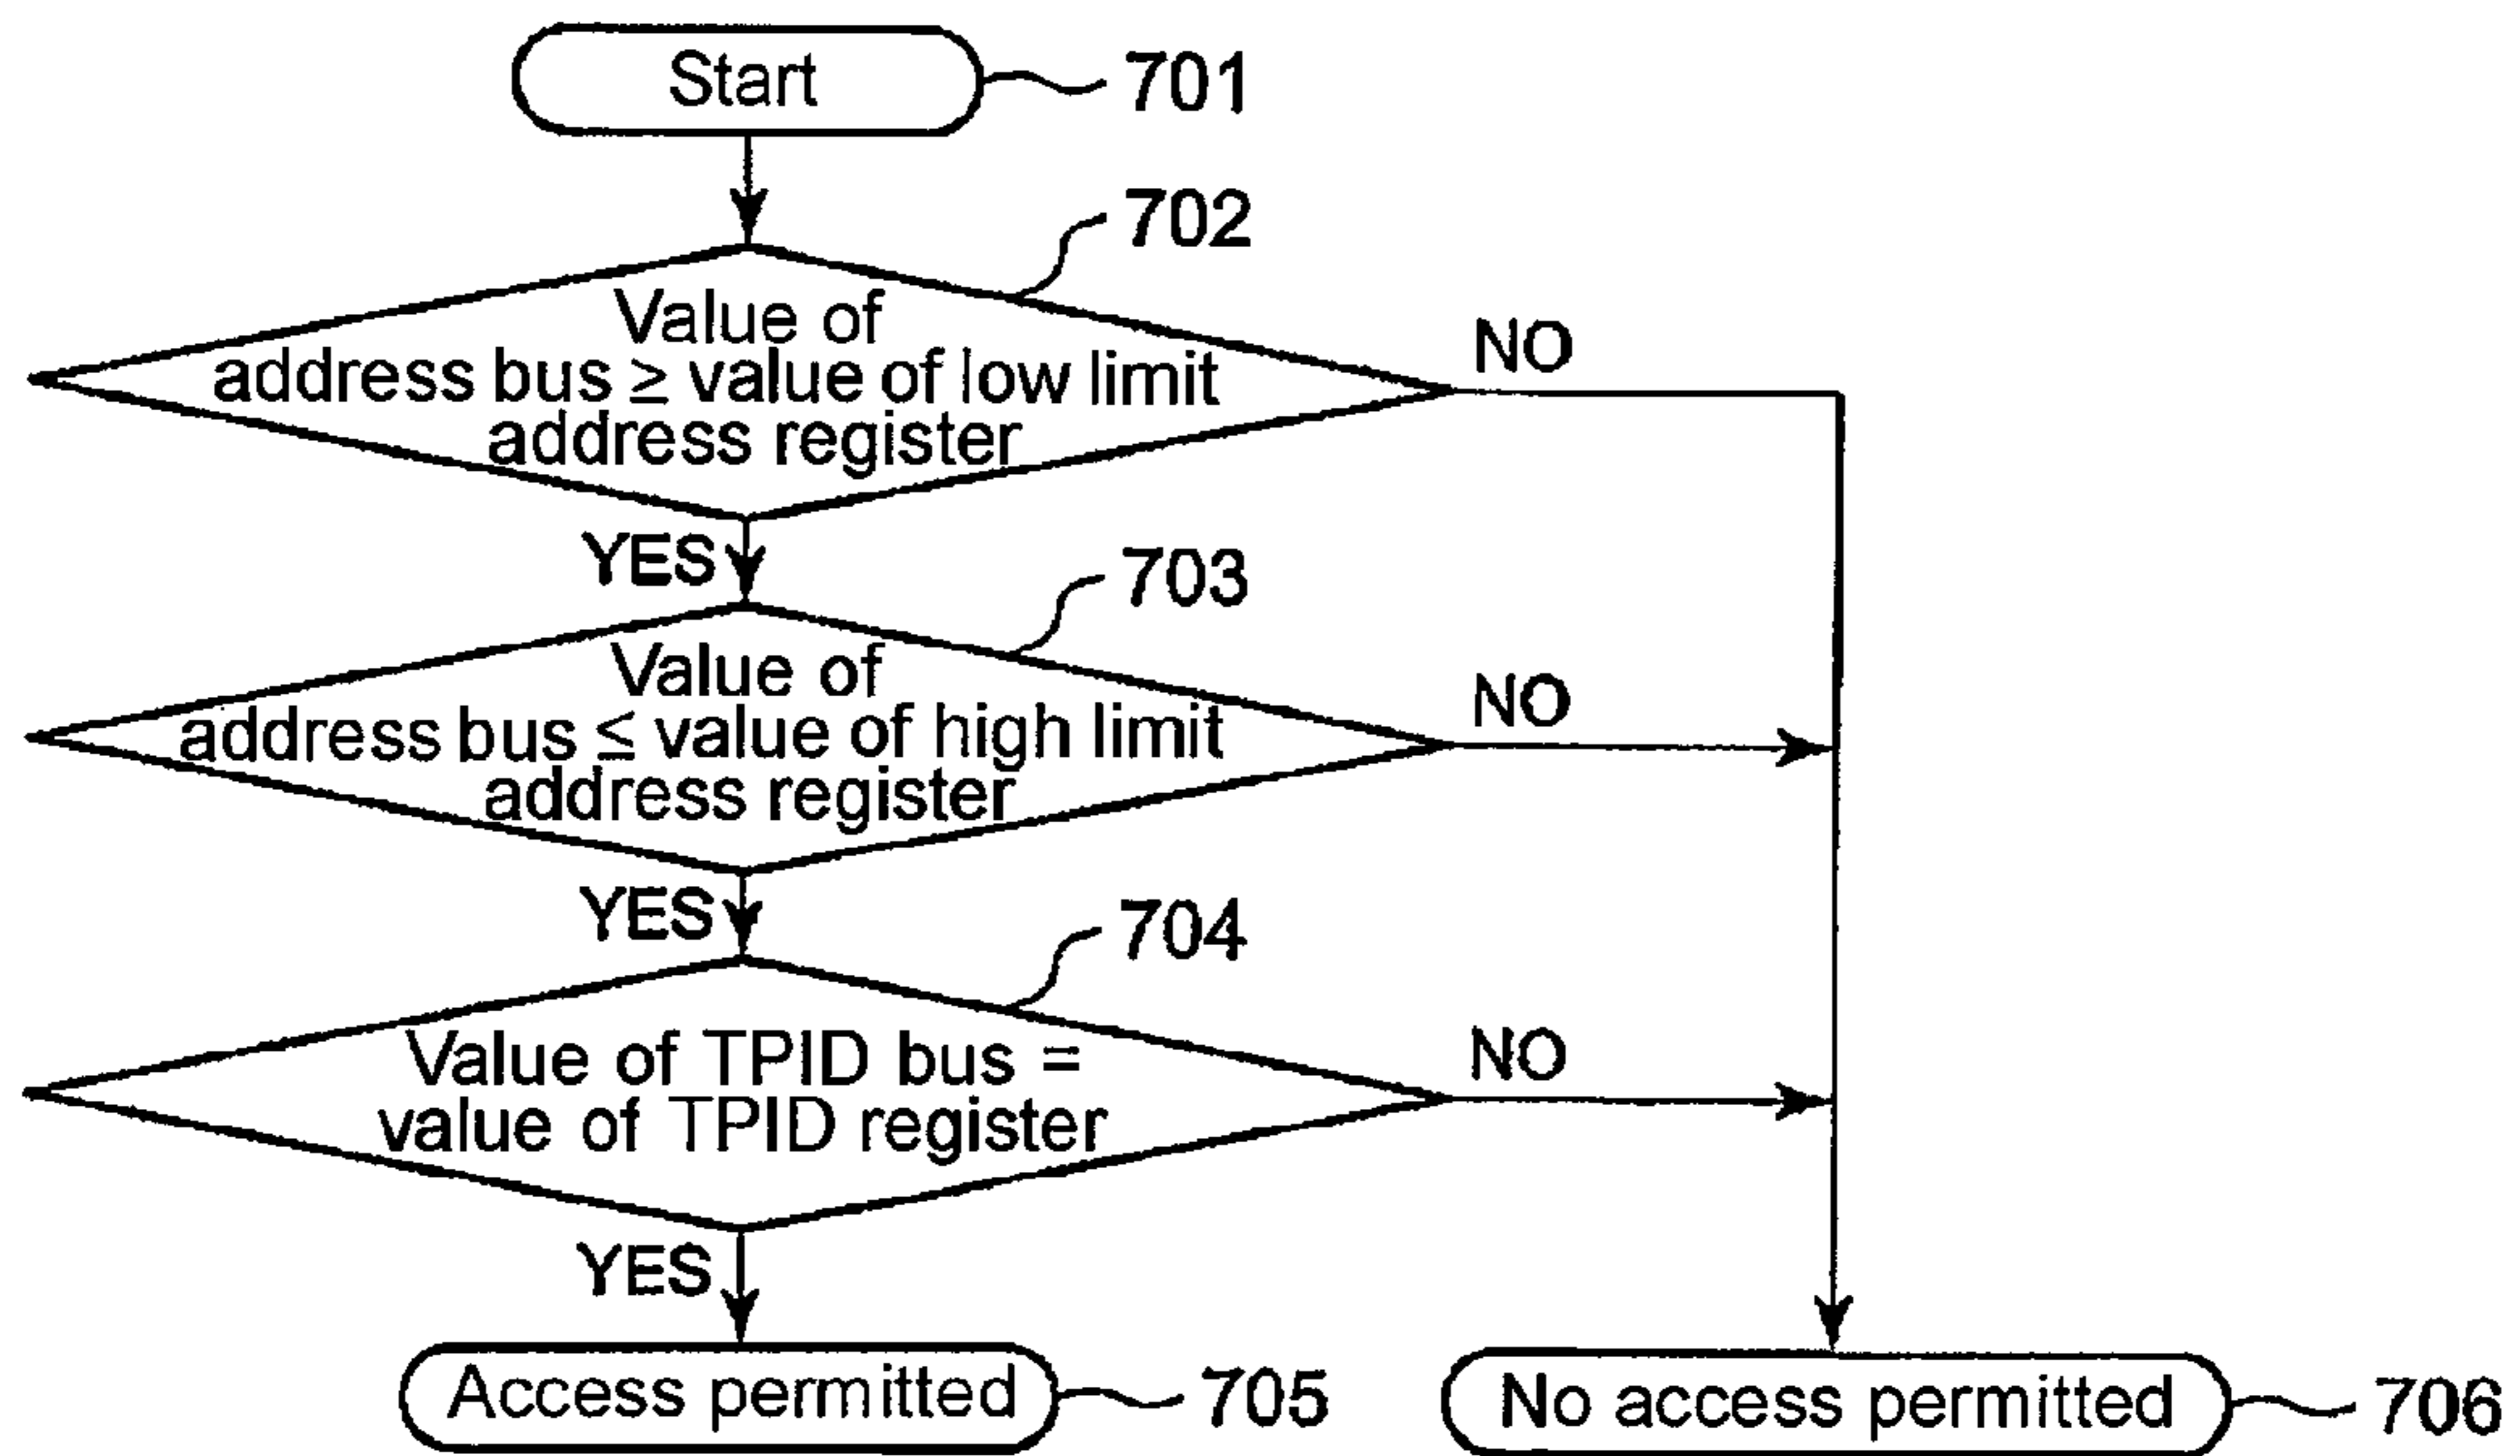 Start
701
702
Value of
address bus ≥ value of low limit
address register
NO
YES
703
Value of
address bus ≤ value of high limit
address register
NO
YES
704
Value of TPID bus =
value of TPID register
NO
YES
Access permitted
705
No access permitted
706